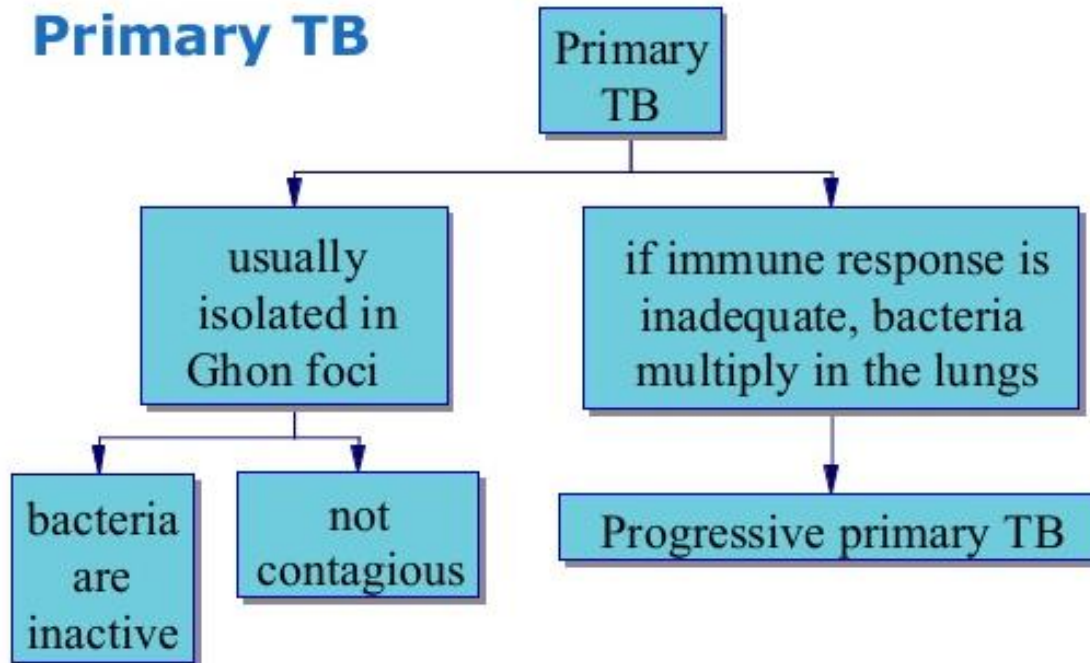 Primary TB
Primary
TB
usually
isolated in
Ghon foci
if immune response is
inadequate, bacteria
multiply in the lungs
bacteria
are
inactive
not
contagious
Progressive primary TB